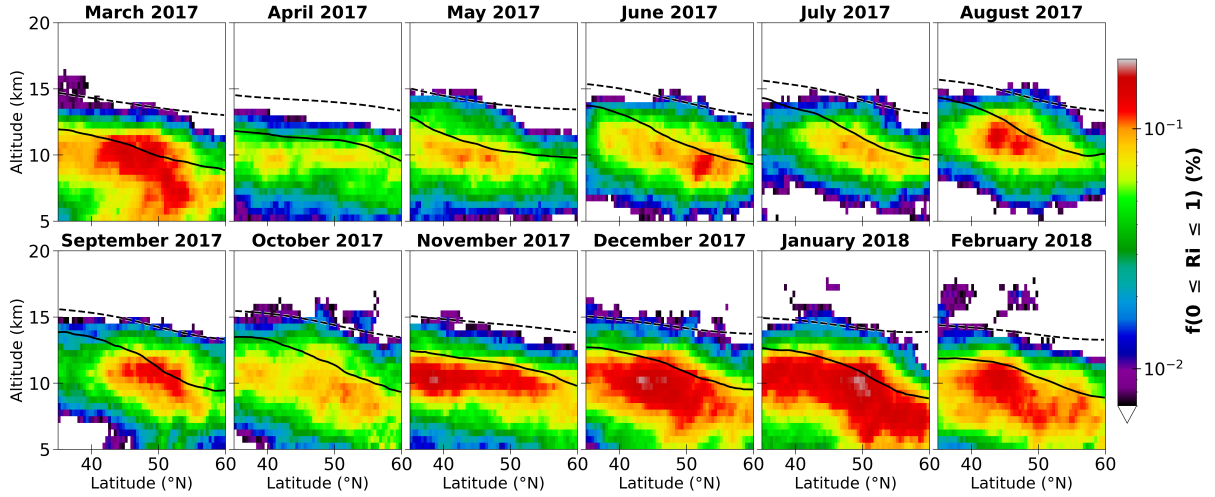 March 2017 April 2017 May 2017 June 2017 July 2017 August 2017
20
15
10
5
Altitude (km)
September 2017 October 2017 November 2017 December 2017 January 2018 February 2018
20
15
10
5
Altitude (km)
40 50 60 40 50 60 40 50 60 40 50 60 40 50 60 40 50 60
Latitude (°N) Latitude (°N) Latitude (°N) Latitude (°N) Latitude (°N) Latitude (°N)
10⁻¹
10⁻²
f(0 ≤ Ri ≤ 1) (%)